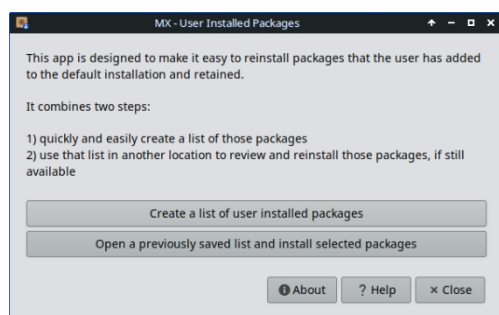 MX - User Installed Packages
This app is designed to make it easy to reinstall packages that the user has added
to the default installation and retained.
It combines two steps:
1) quickly and easily create a list of those packages
2) use that list in another location to review and reinstall those packages, if still
available
Create a list of user installed packages
Open a previously saved list and install selected packages
About ? Help × Close